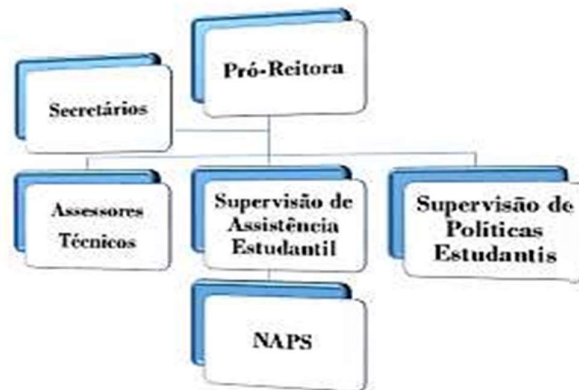 Pró-Reitora
Secretários
Assessores
Técnicos
Supervisão de
Assistência
Estudantil
Supervisão de
Políticas
Estudantis
NAPS